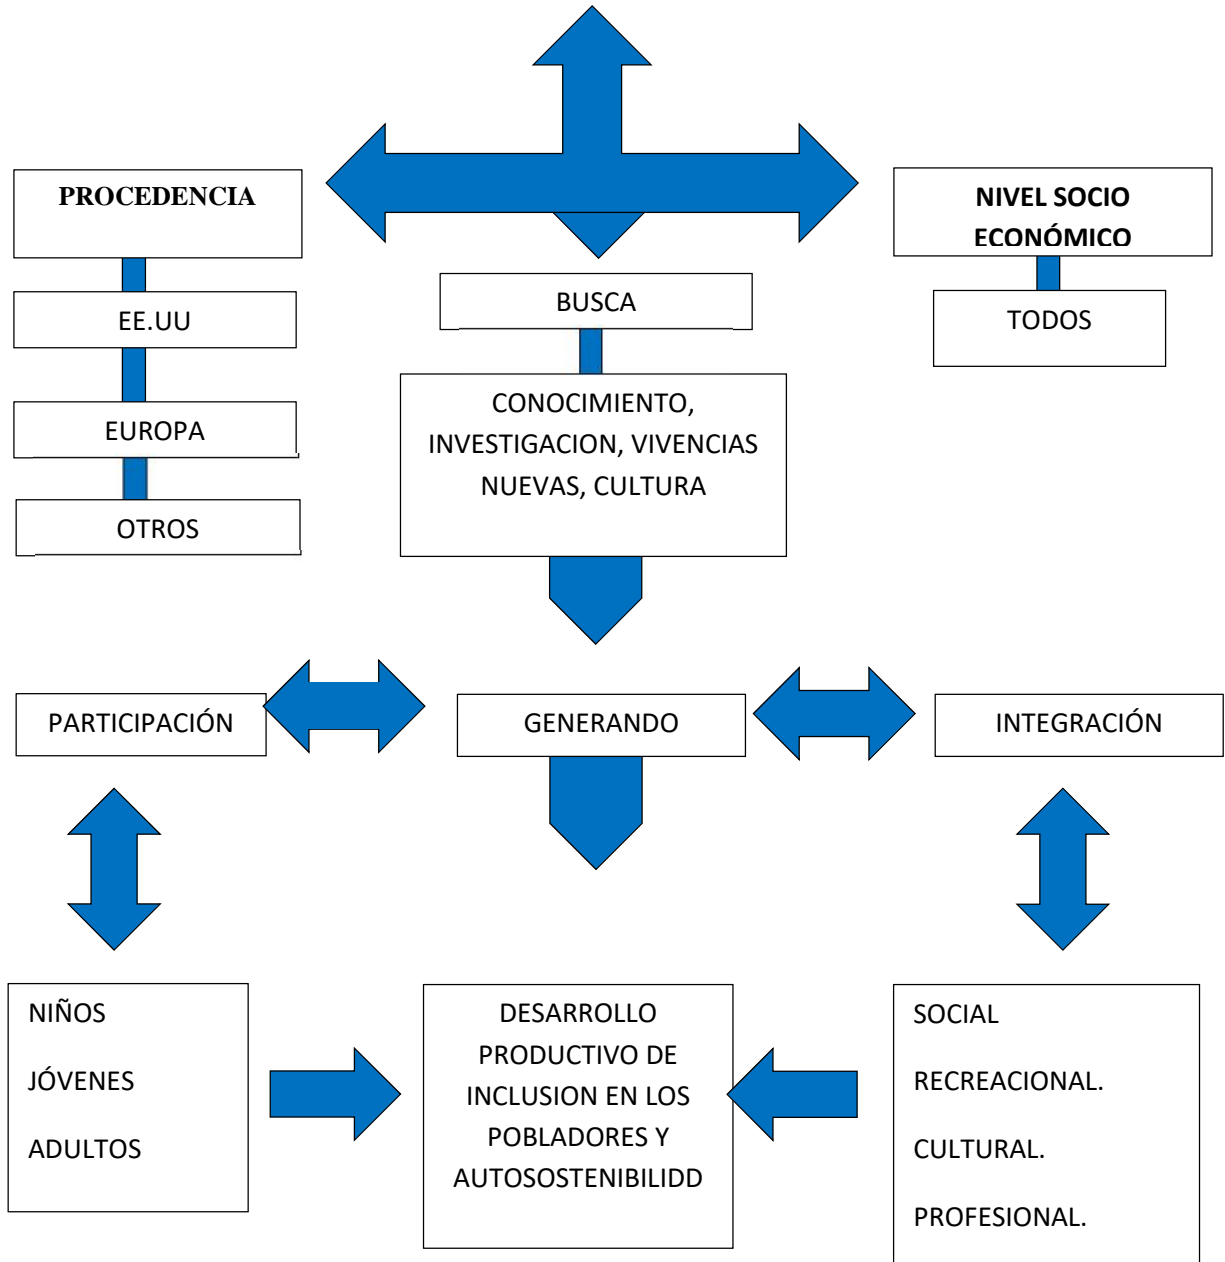 PROCEDENCIA
NIVEL SOCIO
ECONÓMICO
EE.UU
BUSCA
TODOS
EUROPA
CONOCIMIENTO,
INVESTIGACION, VIVENCIAS
NUEVAS, CULTURA
OTROS
PARTICIPACIÓN
GENERANDO
INTEGRACIÓN
NIÑOS
JÓVENES
ADULTOS
DESARROLLO
PRODUCTIVO DE
INCLUSION EN LOS
POBLADORES Y
AUTOSOSTENIBILIDD
SOCIAL
RECREACIONAL.
CULTURAL.
PROFESIONAL.